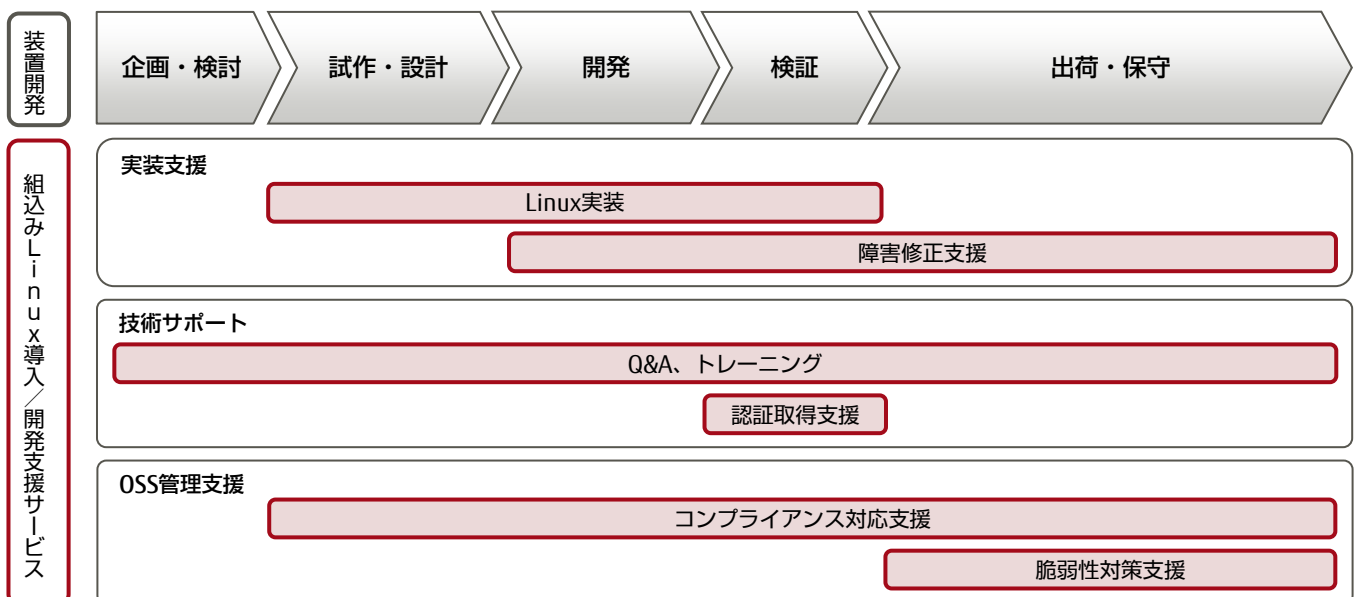 装置開発
企画・検討
試作・設計
開発
検証
出荷・保守
組込みLinux導入／開発支援サービス
実装支援
Linux実装
障害修正支援
技術サポート
Q&A、トレーニング
認証取得支援
OSS管理支援
コンプライアンス対応支援
脆弱性対策支援